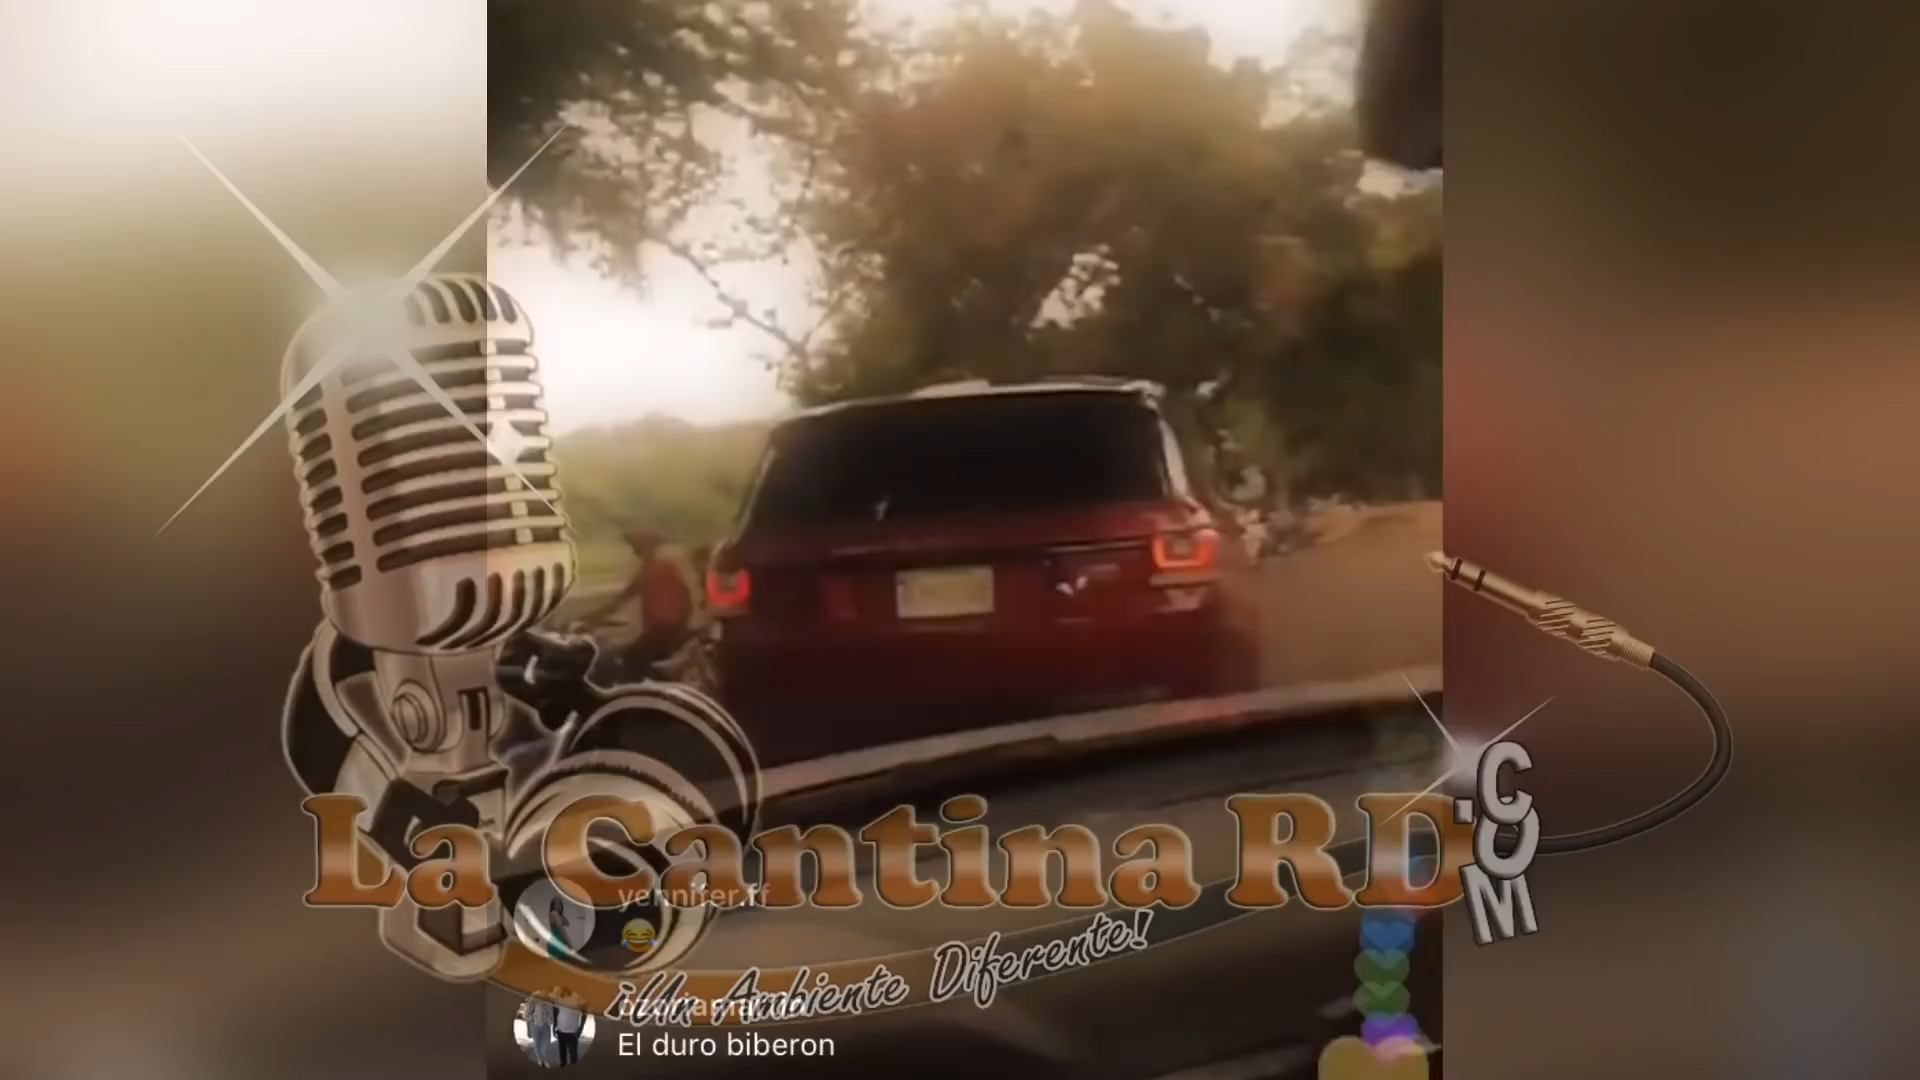 La Cantina RD
.COM
yennifer.ff
😂
¡Un Ambiente Diferente!
El duro biberon